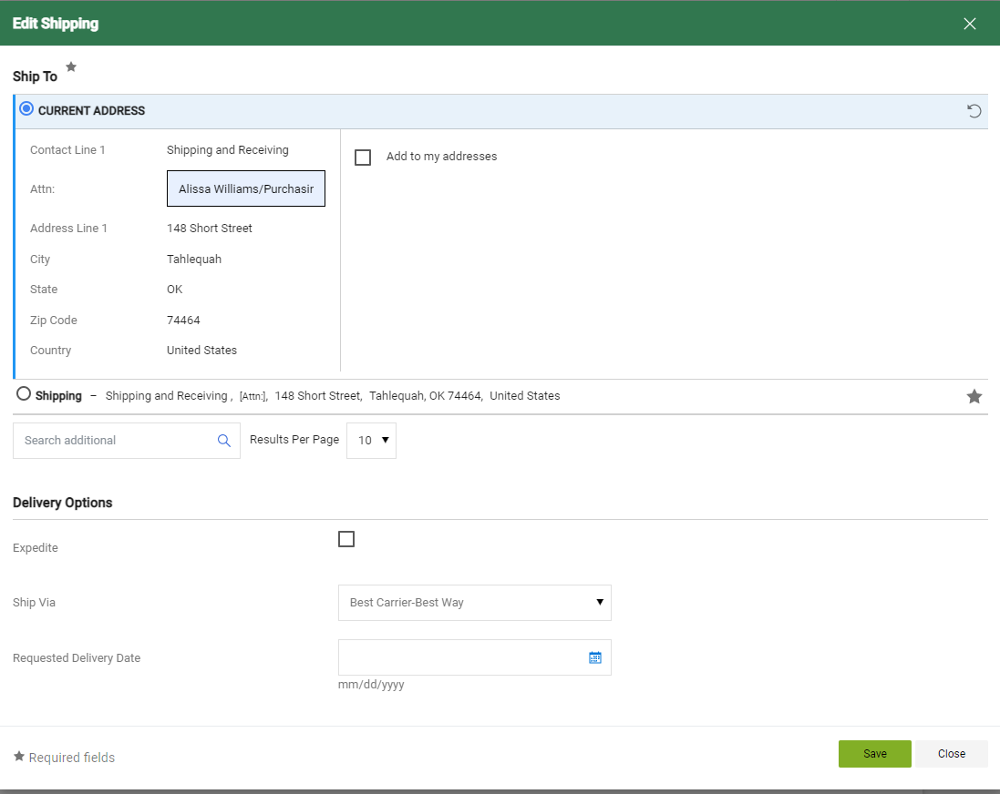 Edit Shipping
Ship To
CURRENT ADDRESS
Contact Line 1 Shipping and Receiving
Add to my addresses
Attn: Alissa Williams/Purchasir
Address Line 1 148 Short Street
City Tahlequah
State OK
Zip Code 74464
Country United States
Shipping – Shipping and Receiving , [Attn:], 148 Short Street, Tahlequah, OK 74464, United States
Search additional Results Per Page 10
Delivery Options
Expedite
Ship Via Best Carrier-Best Way
Requested Delivery Date
mm/dd/yyyy
Required fields Save Close